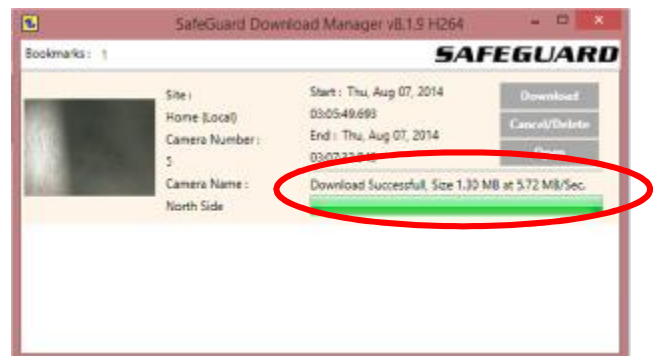 SafeGuard Download Manager v8.1.9 H264
Bookmarks : 1
SAFEGUARD
Site :
Home (Local)
Camera Number :
5
Camera Name :
North Side
Start : Thu, Aug 07, 2014
03:05:49.693
End : Thu, Aug 07, 2014
Download Successfull, Size 1.30 MB at 5.72 MB/Sec.
Download
Cancel/Delete